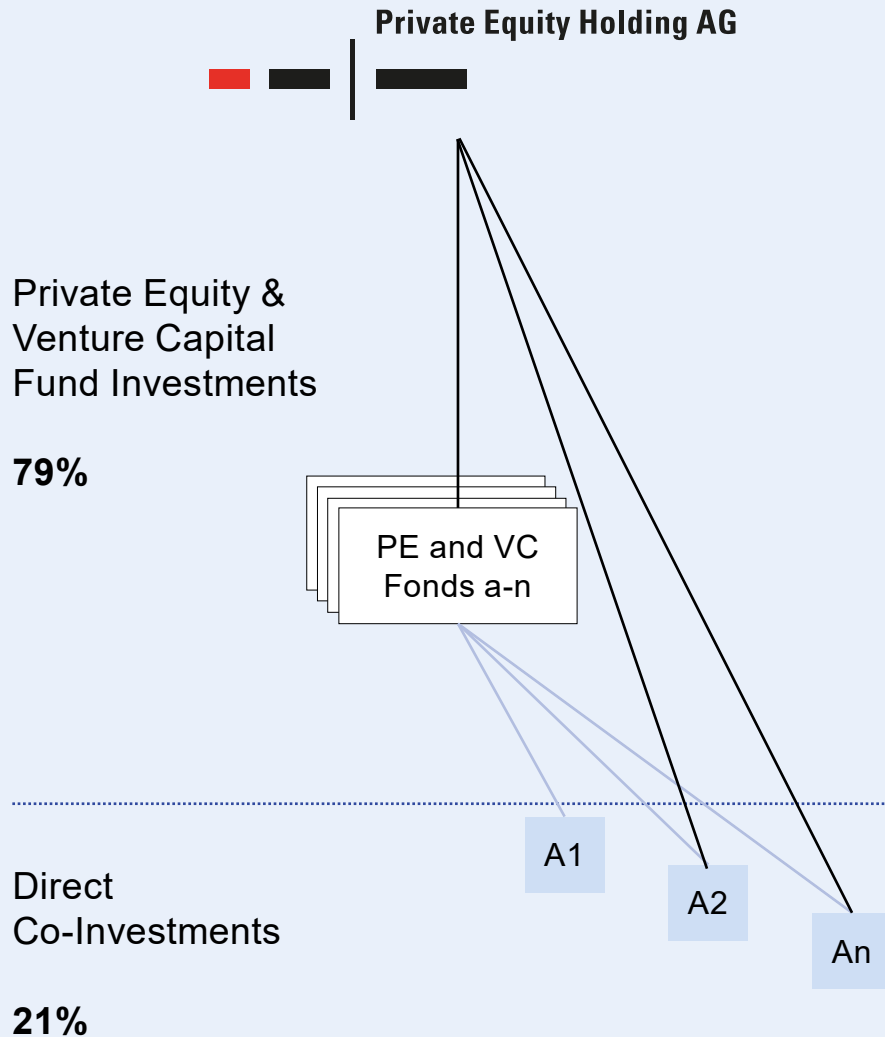 Private Equity Holding AG
Private Equity &
Venture Capital
Fund Investments
79%
PE and VC
Fonds a-n
A1
A2
An
Direct
Co-Investments
21%